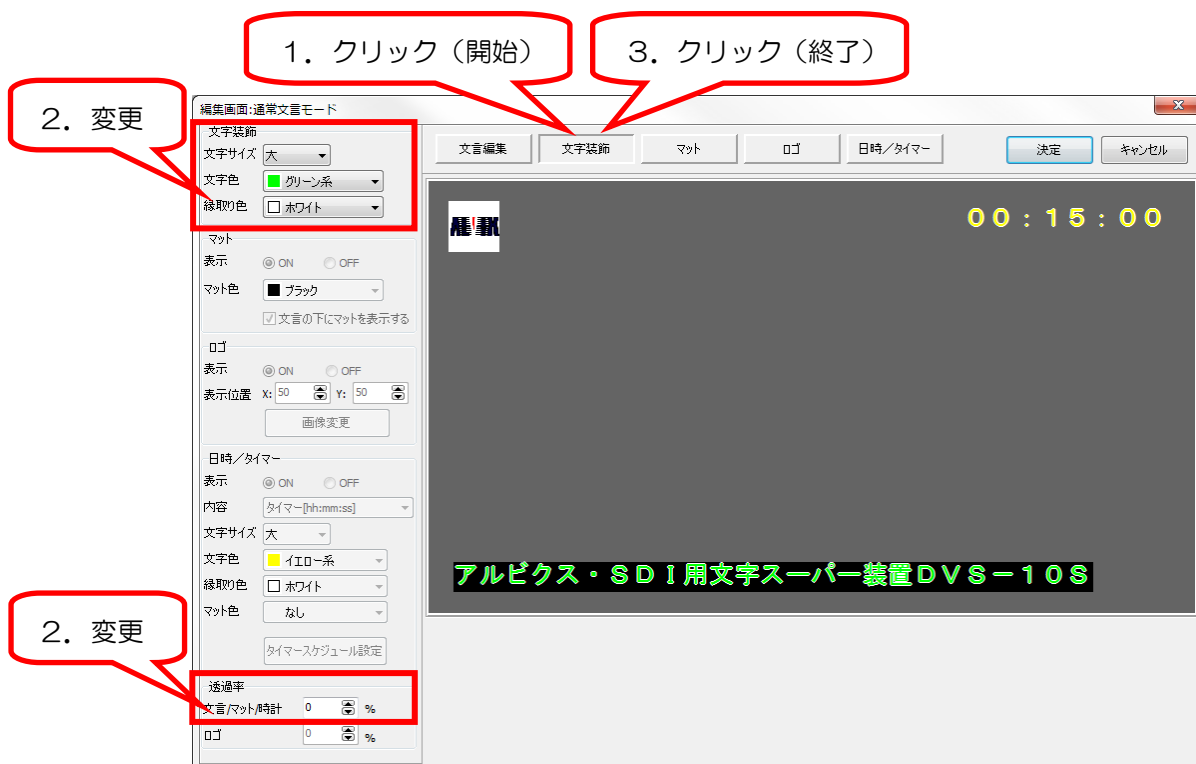 1．クリック（開始）
3．クリック（終了）
2．変更
編集画面:通常文言モード
文字装飾
文字サイズ 大
文字色 グリーン系
縁取り色 ホワイト
文言編集 文字装飾 マット ロゴ 日時／タイマー 決定 キャンセル
マット
表示 ON OFF
マット色 ブラック
文言の下にマットを表示する
ロゴ
表示 ON OFF
表示位置 X: 50 Y: 50
画像変更
日時／タイマー
表示 ON OFF
内容 タイマー[hh:mm:ss]
文字サイズ 大
文字色 イエロー系
縁取り色 ホワイト
マット色 なし
タイマースケジュール設定
2．変更
透過率
文言/マット/時計 0 %
ロゴ 0 %
００：１５：００
アルビクス・ＳＤＩ用文字スーパー装置ＤＶＳ－１０Ｓ